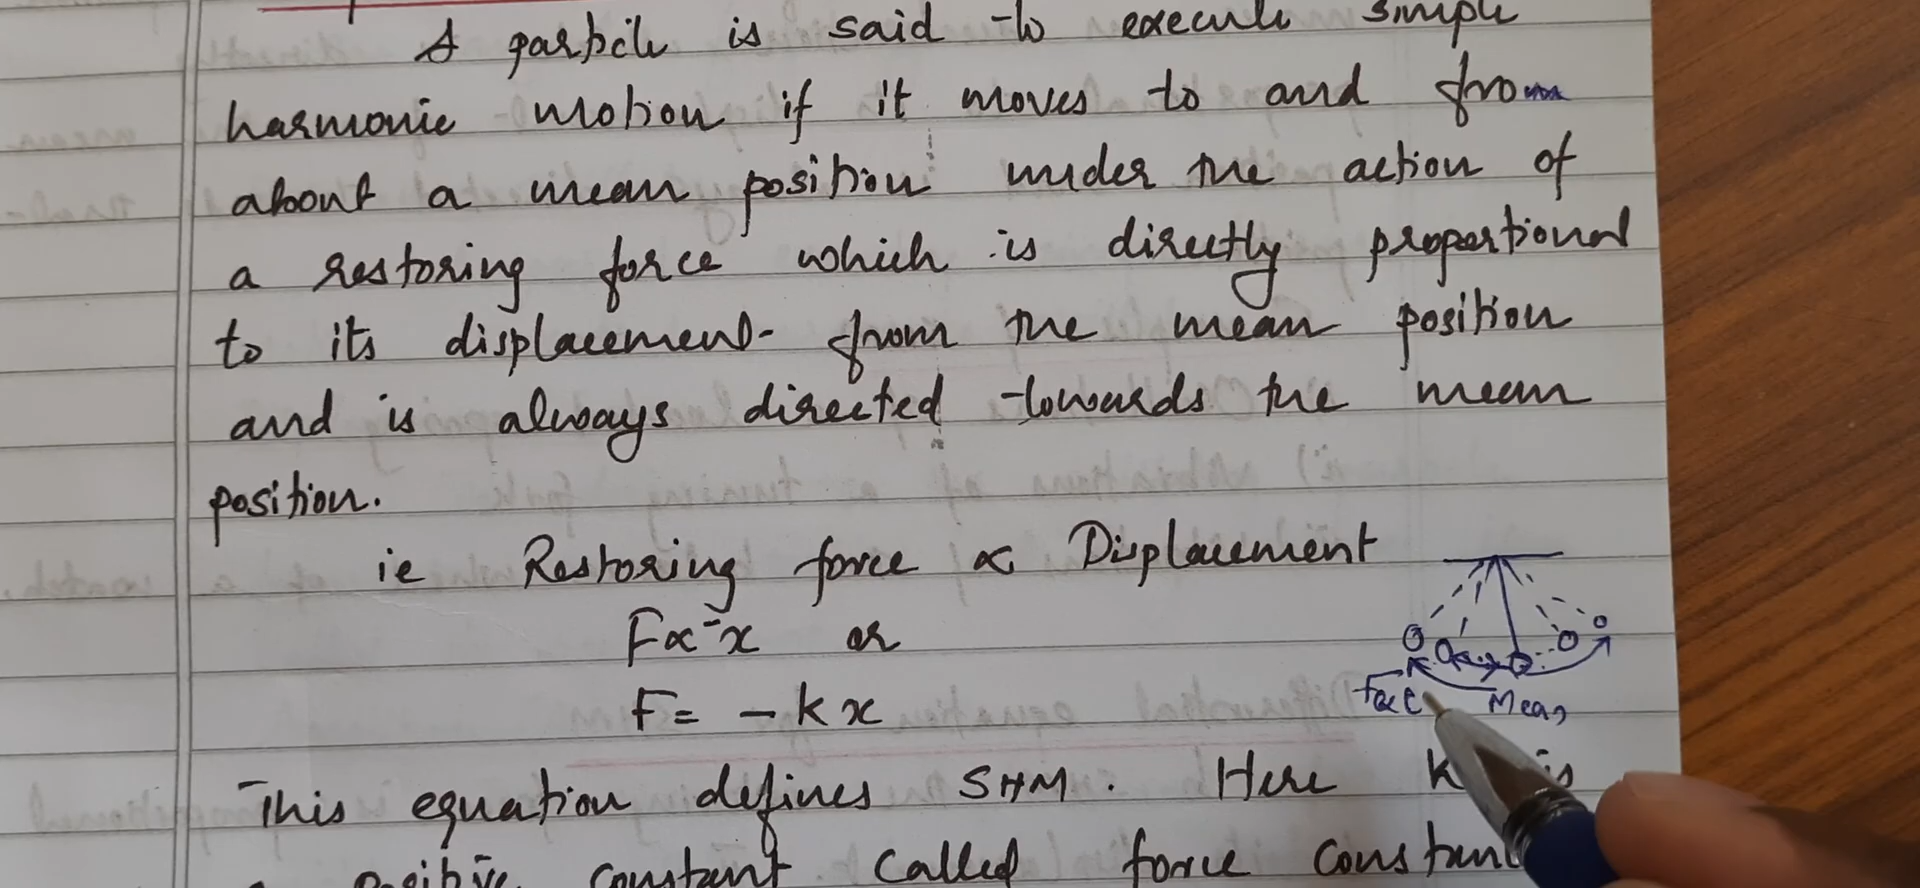 A particle is said to execute simple
harmonic motion if it moves to and from
about a mean position under the action of
a restoring force which is directly proportional
to its displacement from the mean position
and is always directed towards the mean
position.
ie Restoring force ∝ Displacement
F ∝ -x or
F = -kx
Mean
This equation defines SHM. Here k is
positive constant called force constant